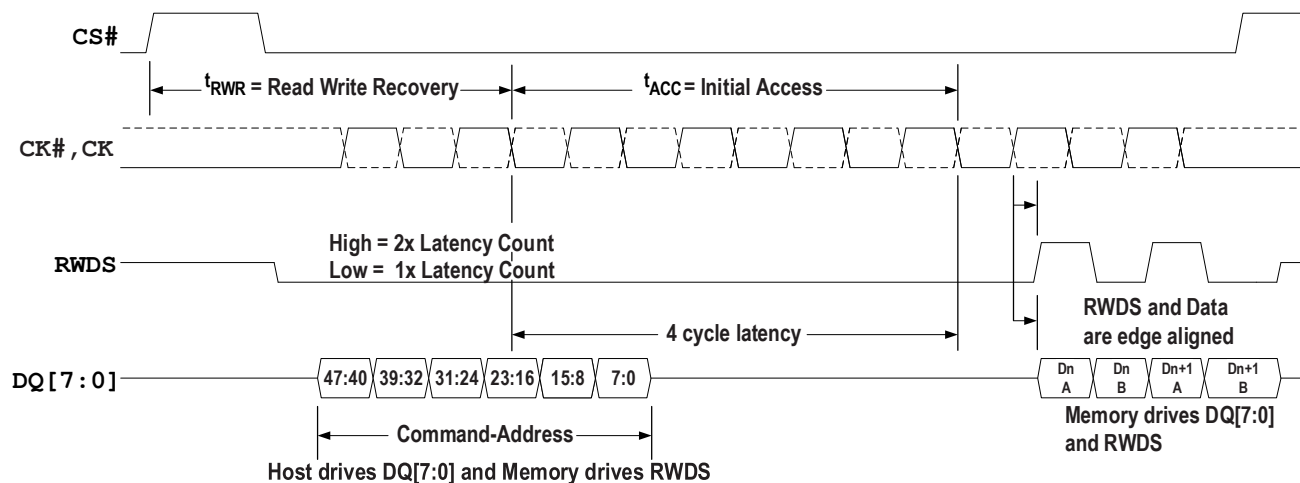 CS#
tRWR = Read Write Recovery
tACC = Initial Access
CK#,CK
High = 2x Latency Count
Low = 1x Latency Count
RWDS
4 cycle latency
RWDS and Data
are edge aligned
DQ[7:0]
47:40 39:32 31:24 23:16 15:8 7:0
Dn Dn Dn+1 Dn+1
A B A B
Command-Address
Memory drives DQ[7:0]
and RWDS
Host drives DQ[7:0] and Memory drives RWDS